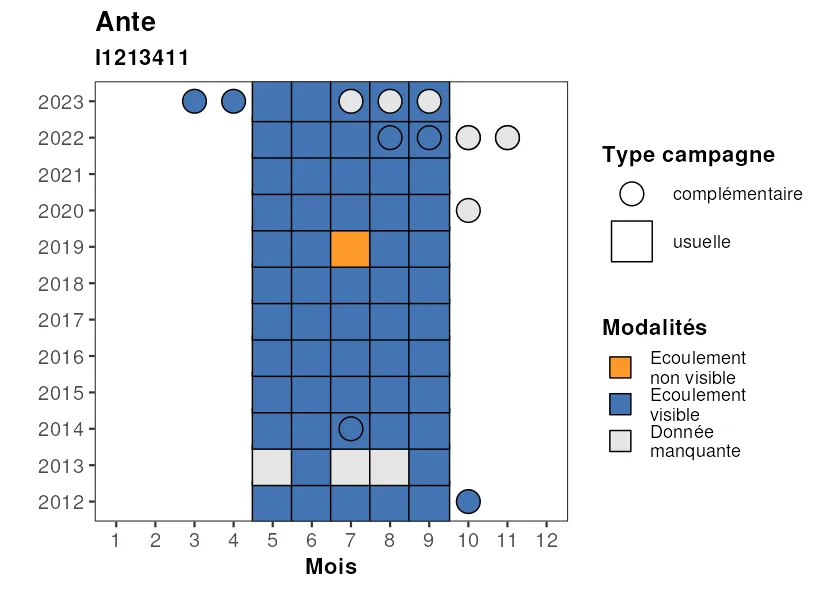 Ante
I1213411
2023
2022
2021
2020
2019
2018
2017
2016
2015
2014
2013
2012
1 2 3 4 5 6 7 8 9 10 11 12
Mois
Type campagne
complémentaire
usuelle
Modalités
Ecoulement
non visible
Ecoulement
visible
Donnée
manquante